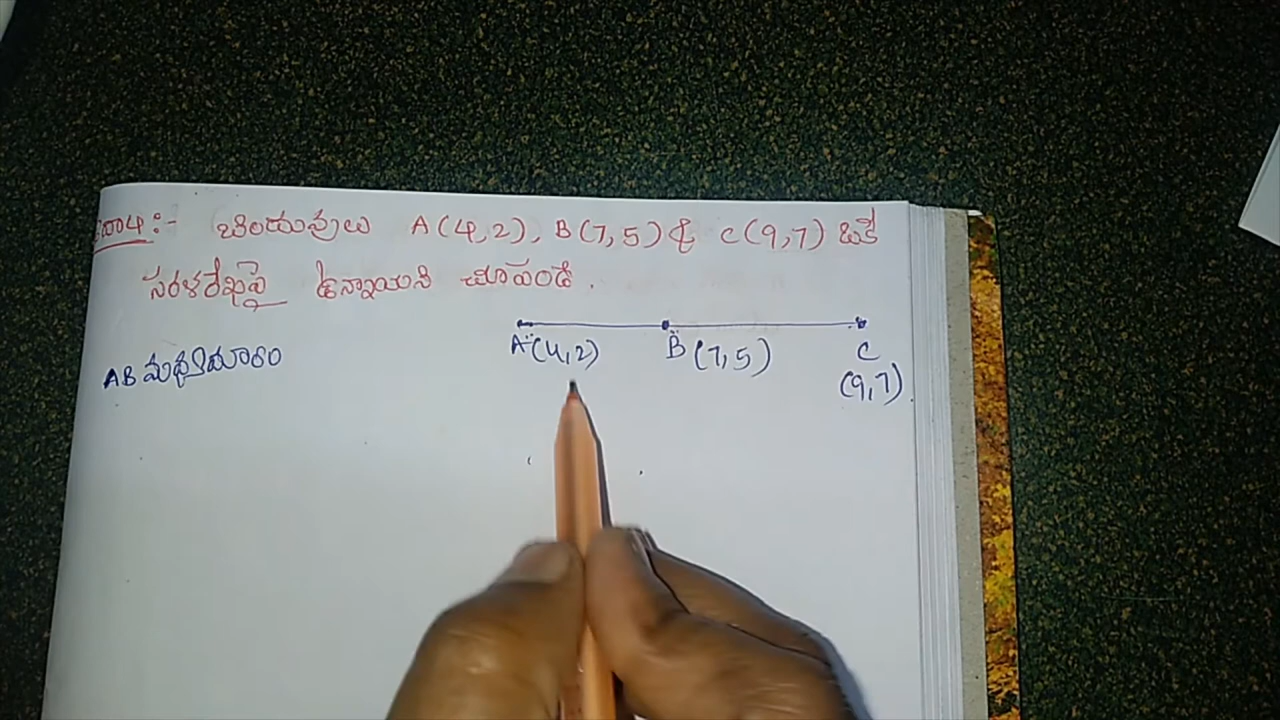 ఉదా4:- బిందువులు A(4,2), B(7,5) & C(9,7) ఒకే
సరళరేఖపై ఉన్నాయని చూపండి.
A(4,2) B(7,5) C
(9,7)
AB మధ్యదూరం